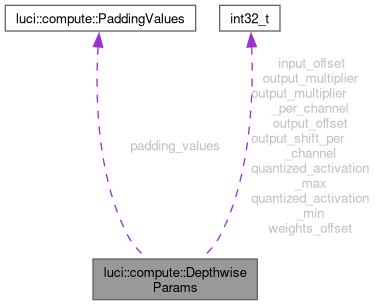 luci::compute::PaddingValues
int32_t
input_offset
output_multiplier
output_multiplier
_per_channel
output_offset
output_shift_per
_channel
quantized_activation
_max
quantized_activation
_min
weights_offset
padding_values
luci::compute::Depthwise
Params